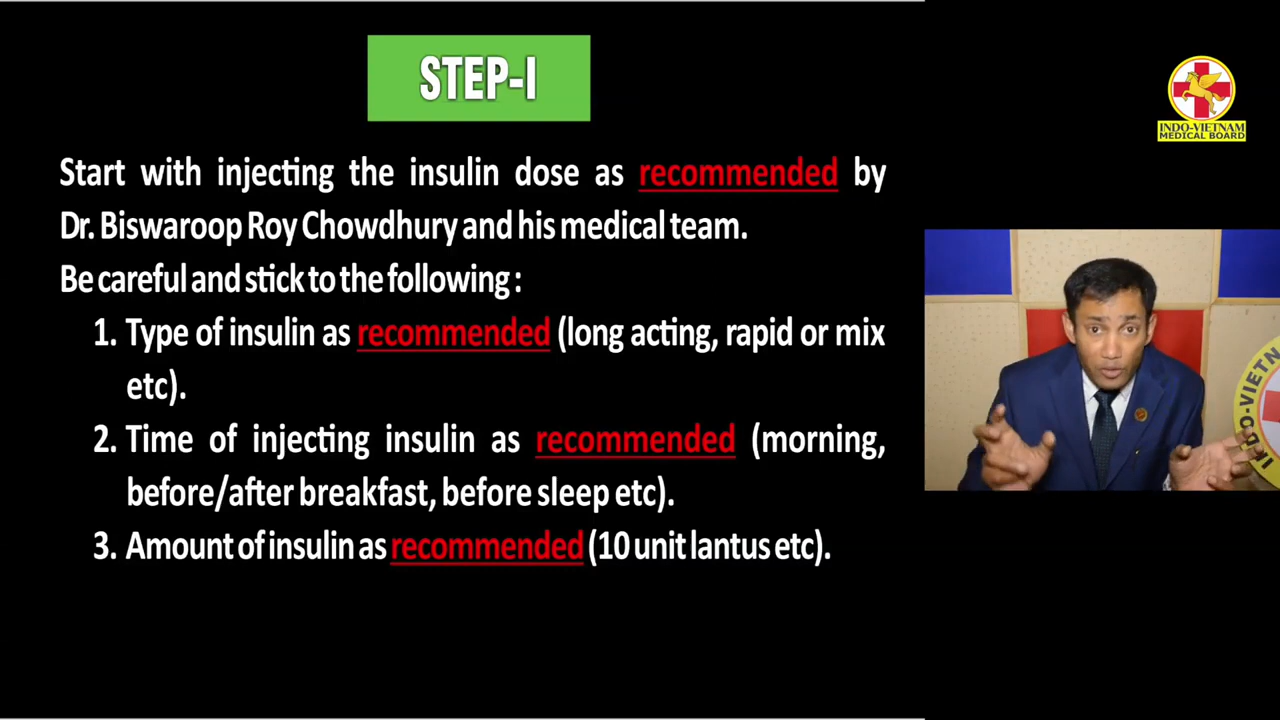 STEP-I
INDO-VIETNAM
MEDICAL BOARD
Start with injecting the insulin dose as recommended by
Dr. Biswaroop Roy Chowdhury and his medical team.
Be careful and stick to the following :
1. Type of insulin as recommended (long acting, rapid or mix
etc).
2. Time of injecting insulin as recommended (morning,
before/after breakfast, before sleep etc).
3. Amount of insulin as recommended (10 unit lantus etc).
INDO-VIETN